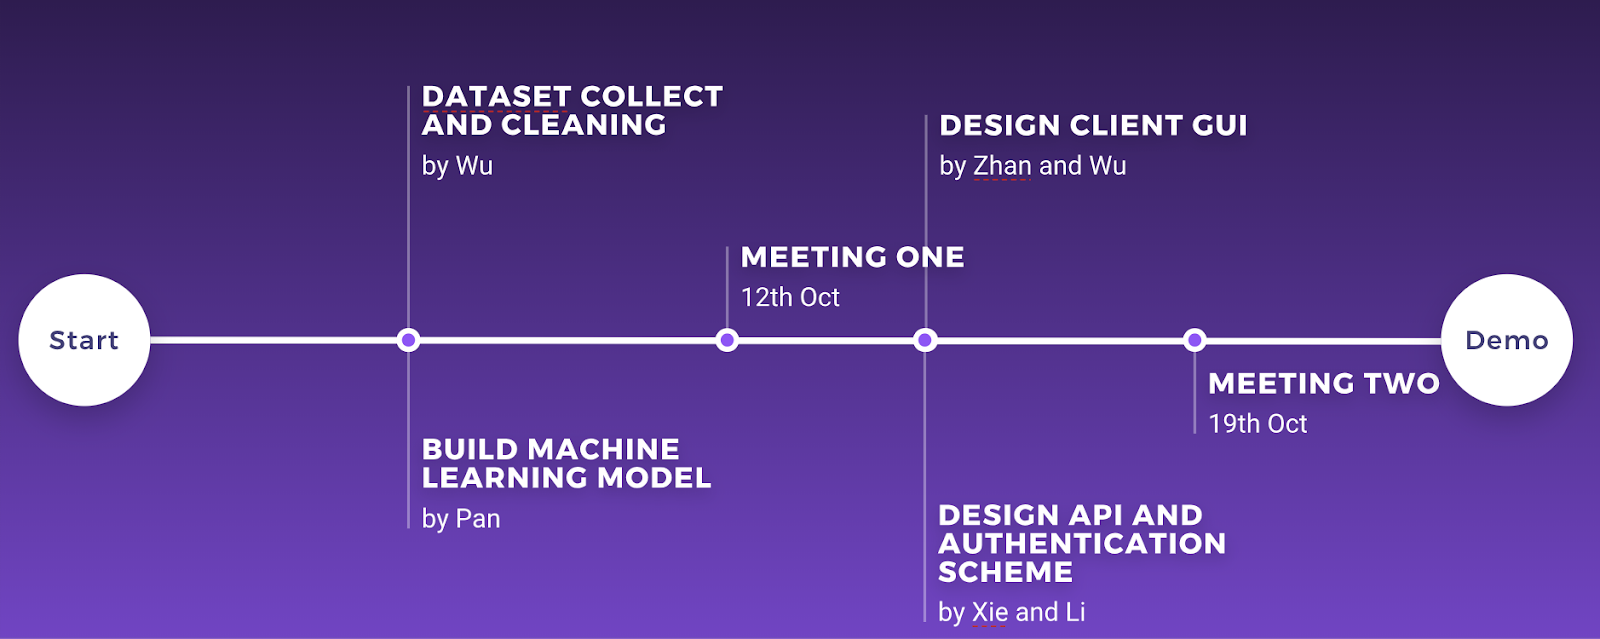 Start
DATASET COLLECT
AND CLEANING
by Wu
BUILD MACHINE
LEARNING MODEL
by Pan
MEETING ONE
12th Oct
DESIGN CLIENT GUI
by Zhan and Wu
DESIGN API AND
AUTHENTICATION
SCHEME
by Xie and Li
MEETING TWO
19th Oct
Demo